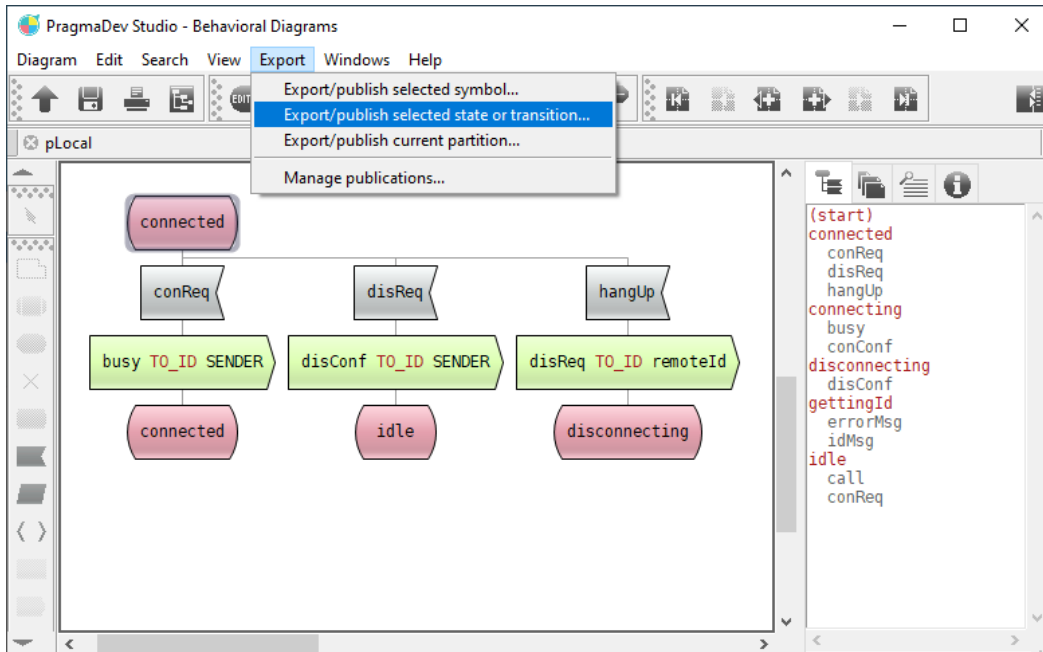 PragmaDev Studio - Behavioral Diagrams
Diagram Edit Search View Export Windows Help
EDIT
Export/publish selected symbol...
Export/publish selected state or transition...
Export/publish current partition...
Manage publications...
pLocal
connected
conReq disReq hangUp
busy TO_ID SENDER disConf TO_ID SENDER disReq TO_ID remoteId
connected idle disconnecting
(start)
connected
conReq
disReq
hangUp
connecting
busy
conConf
disconnecting
disConf
gettingId
errorMsg
idMsg
idle
call
conReq